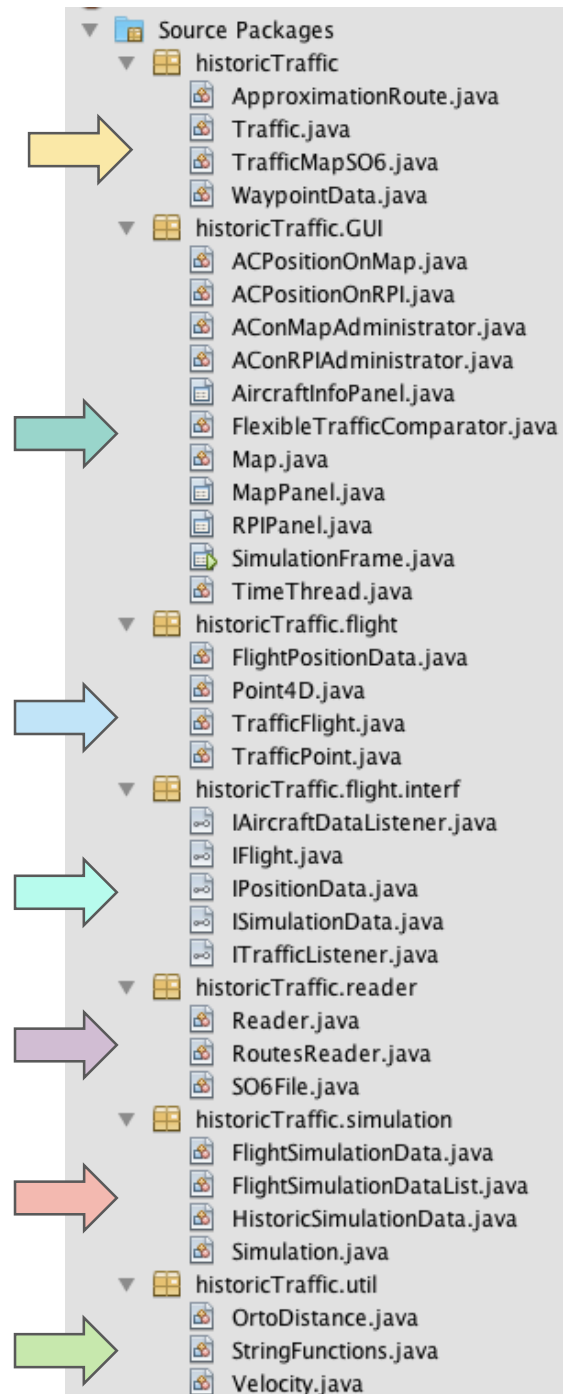 Source Packages
historicTraffic
ApproximationRoute.java
Traffic.java
TrafficMapSO6.java
WaypointData.java
historicTraffic.GUI
ACPositionOnMap.java
ACPositionOnRPI.java
AConMapAdministrator.java
AConRPIAdministrator.java
AircraftInfoPanel.java
FlexibleTrafficComparator.java
Map.java
MapPanel.java
RPIPanel.java
SimulationFrame.java
TimeThread.java
historicTraffic.flight
FlightPositionData.java
Point4D.java
TrafficFlight.java
TrafficPoint.java
historicTraffic.flight.interf
IAircraftDataListener.java
IFlight.java
IPositionData.java
ISimulationData.java
ITrafficListener.java
historicTraffic.reader
Reader.java
RoutesReader.java
SO6File.java
historicTraffic.simulation
FlightSimulationData.java
FlightSimulationDataList.java
HistoricSimulationData.java
Simulation.java
historicTraffic.util
OrtoDistance.java
StringFunctions.java
Velocity.java